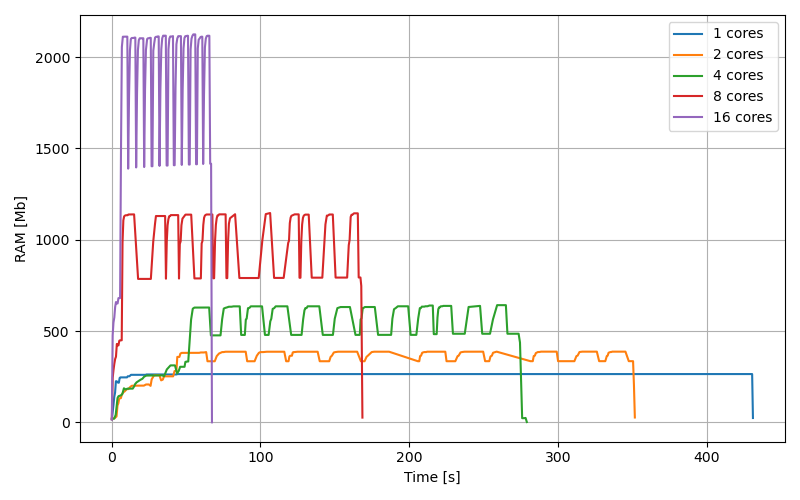 2000
1500
1000
500
0
RAM [Mb]
0 100 200 300 400
Time [s]
1 cores
2 cores
4 cores
8 cores
16 cores